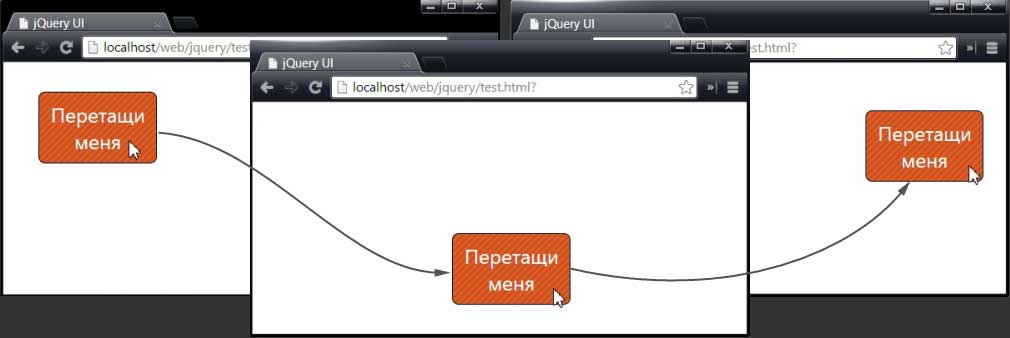 jQuery UI
localhost/web/jquery/test
Перетащи
меня
jQuery UI
localhost/web/jquery/test.html?
Перетащи
меня
jQuery UI
est.html?
Перетащи
меня